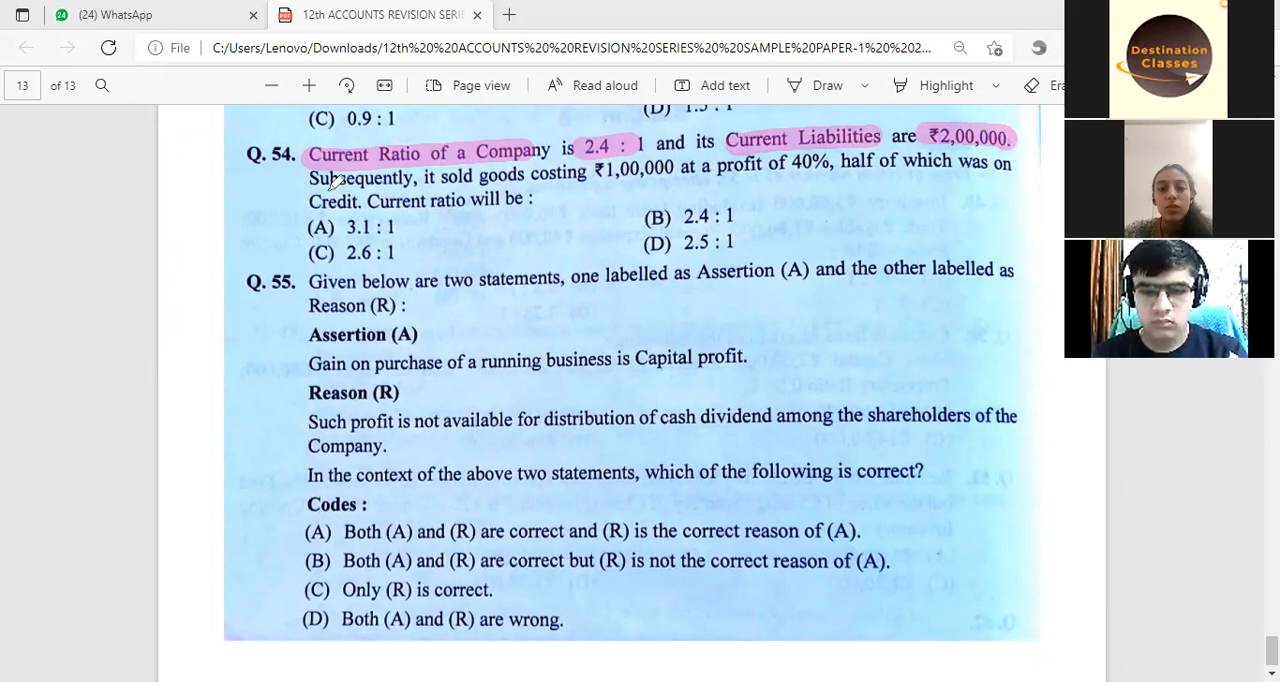 24 (24) WhatsApp
12th ACCOUNTS REVISION SERIE
File C:/Users/Lenovo/Downloads/12th%20%20ACCOUNTS%20%20REVISION%20SERIES%20%20SAMPLE%20PAPER-1%20%202...
13 of 13 Page view Read aloud Add text Draw Highlight Era
Destination
Classes
(C) 0.9 : 1 (D) 1.5 : 1
Q. 54. Current Ratio of a Company is 2.4 : 1 and its Current Liabilities are ₹2,00,000.
Subsequently, it sold goods costing ₹1,00,000 at a profit of 40%, half of which was on
Credit. Current ratio will be :
(A) 3.1 : 1 (B) 2.4 : 1
(C) 2.6 : 1 (D) 2.5 : 1
Q. 55. Given below are two statements, one labelled as Assertion (A) and the other labelled as
Reason (R) :
Assertion (A)
Gain on purchase of a running business is Capital profit.
Reason (R)
Such profit is not available for distribution of cash dividend among the shareholders of the
Company.
In the context of the above two statements, which of the following is correct?
Codes :
(A) Both (A) and (R) are correct and (R) is the correct reason of (A).
(B) Both (A) and (R) are correct but (R) is not the correct reason of (A).
(C) Only (R) is correct.
(D) Both (A) and (R) are wrong.